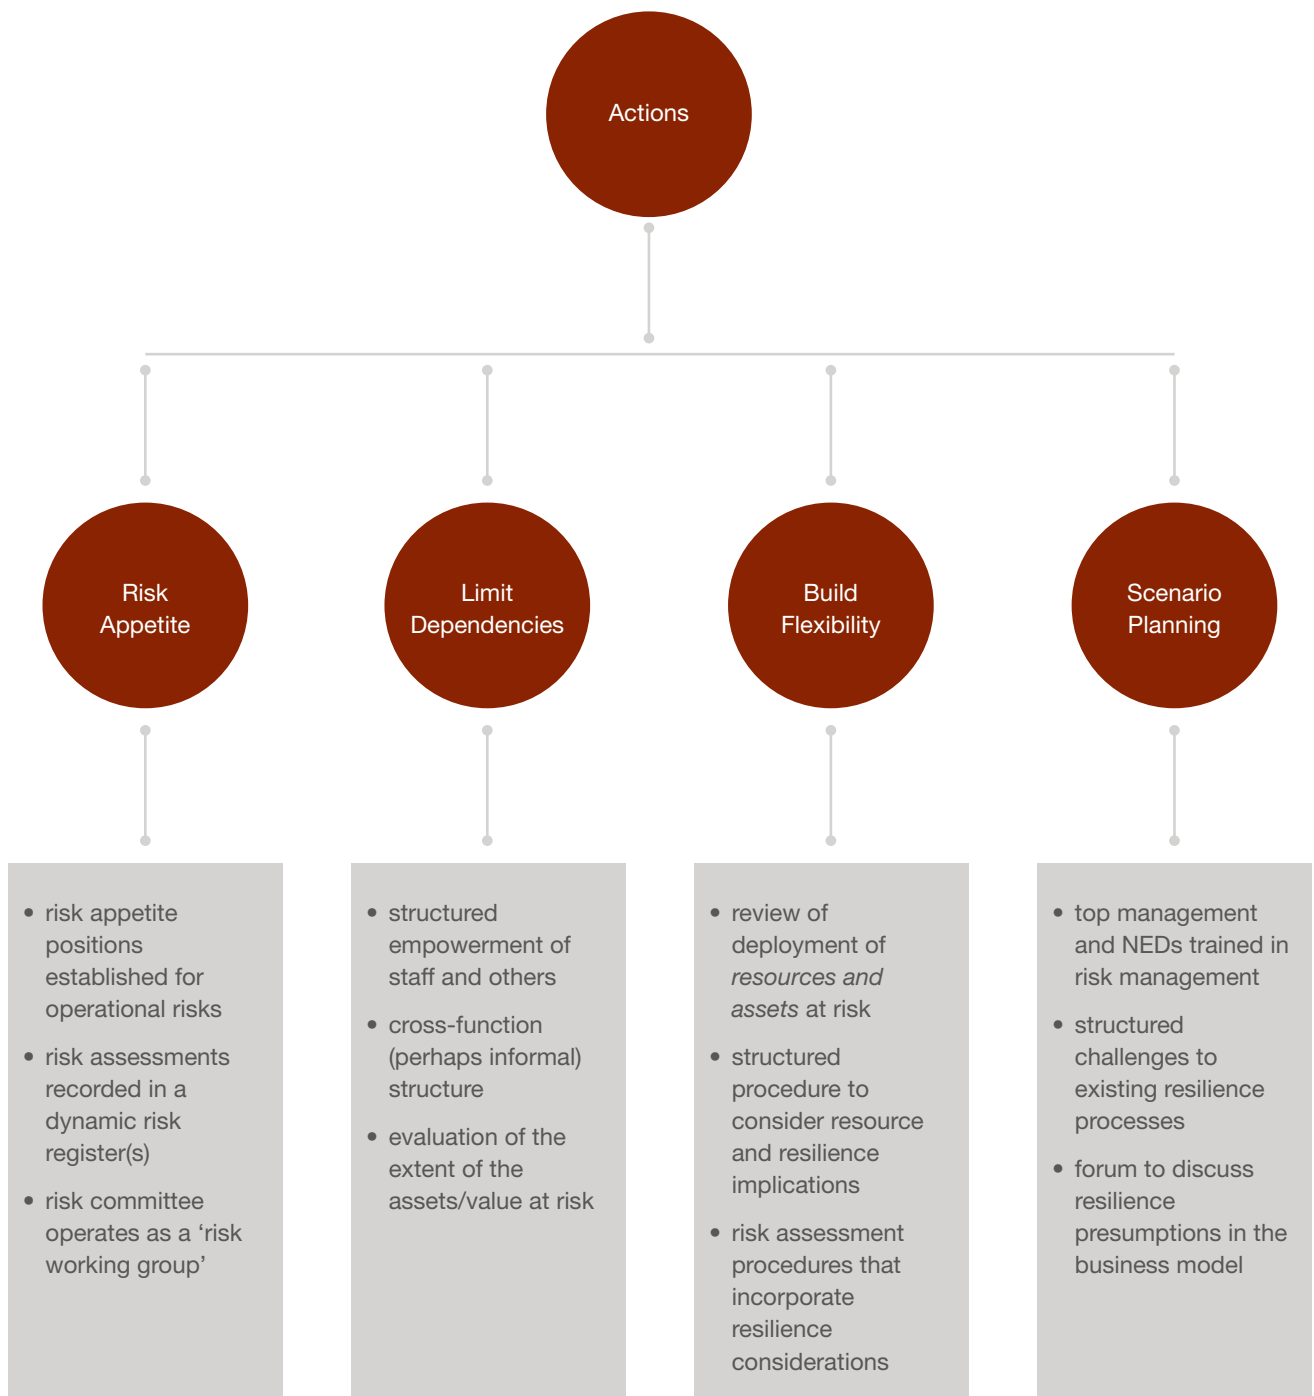 Actions
Risk
Appetite
Limit
Dependencies
Build
Flexibility
Scenario
Planning
• risk appetite
positions
established for
operational risks
• risk assessments
recorded in a
dynamic risk
register(s)
• risk committee
operates as a ‘risk
working group’
• structured
empowerment of
staff and others
• cross-function
(perhaps informal)
structure
• evaluation of the
extent of the
assets/value at risk
• review of
deployment of
resources and
assets at risk
• structured
procedure to
consider resource
and resilience
implications
• risk assessment
procedures that
incorporate
resilience
considerations
• top management
and NEDs trained in
risk management
• structured
challenges to
existing resilience
processes
• forum to discuss
resilience
presumptions in the
business model